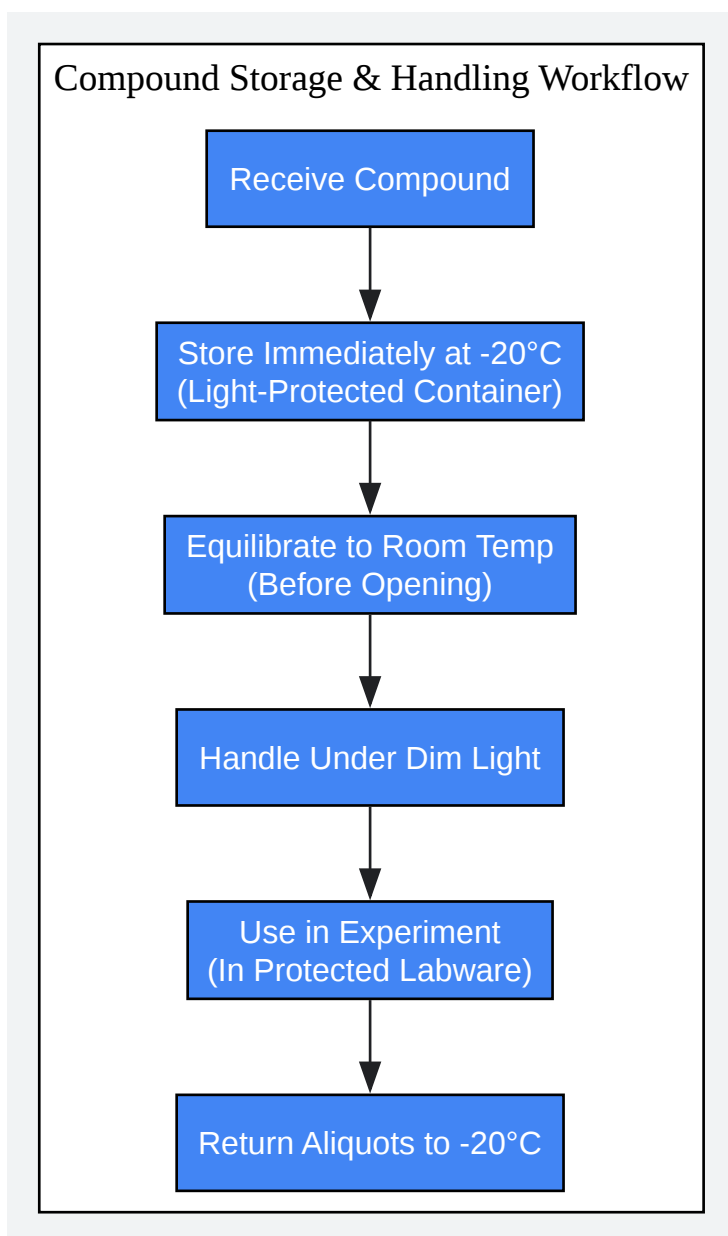 Compound Storage & Handling Workflow
Receive Compound
Store Immediately at -20°C
(Light-Protected Container)
Equilibrate to Room Temp
(Before Opening)
Handle Under Dim Light
Use in Experiment
(In Protected Labware)
Return Aliquots to -20°C